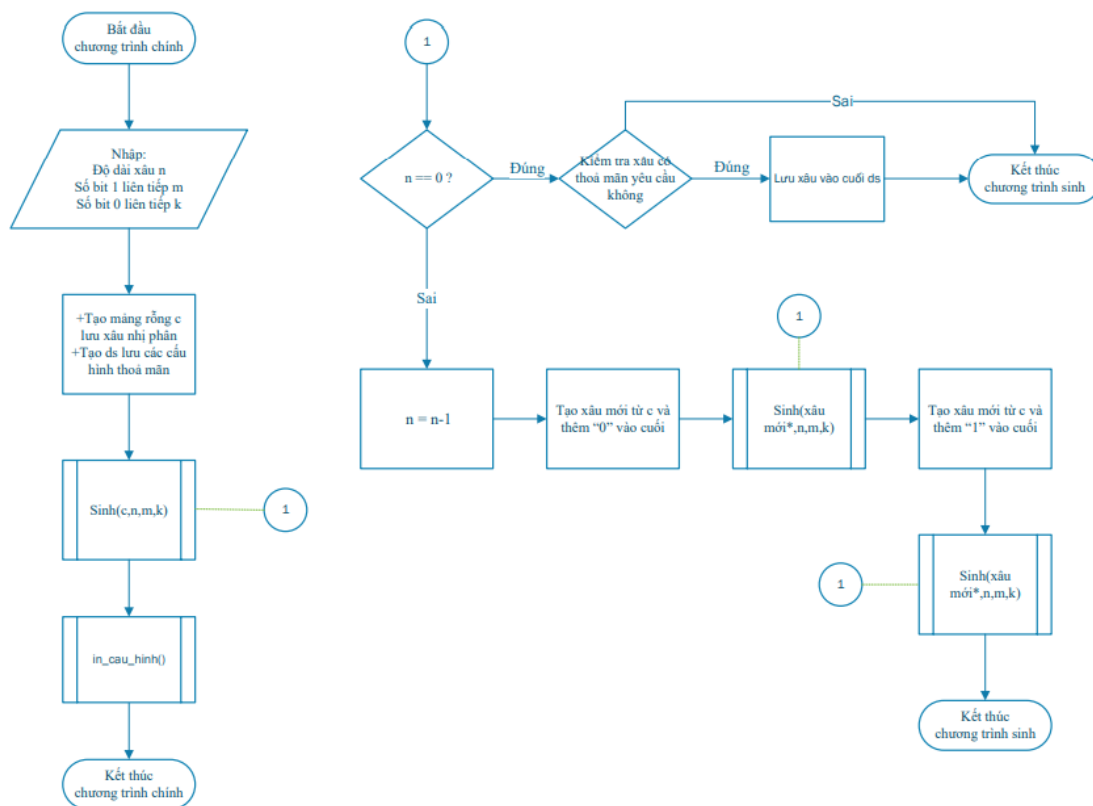 Bắt đầu
chương trình chính
Nhập:
Độ dài xâu n
Số bit 1 liên tiếp m
Số bit 0 liên tiếp k
+Tạo mảng rỗng c
lưu xâu nhị phân
+Tạo ds lưu các cấu
hình thoả mãn
Sinh(c,n,m,k)
1
in_cau_hinh()
Kết thúc
chương trình chính
1
n == 0 ?
Đúng
Kiểm tra xâu có
thoả mãn yêu cầu
không
Sai
Đúng
Lưu xâu vào cuối ds
Kết thúc
chương trình sinh
Sai
n = n-1
Tạo xâu mới từ c và
thêm “0” vào cuối
1
Sinh(xâu
mới*,n,m,k)
Tạo xâu mới từ c và
thêm “1” vào cuối
1
Sinh(xâu
mới*,n,m,k)
Kết thúc
chương trình sinh